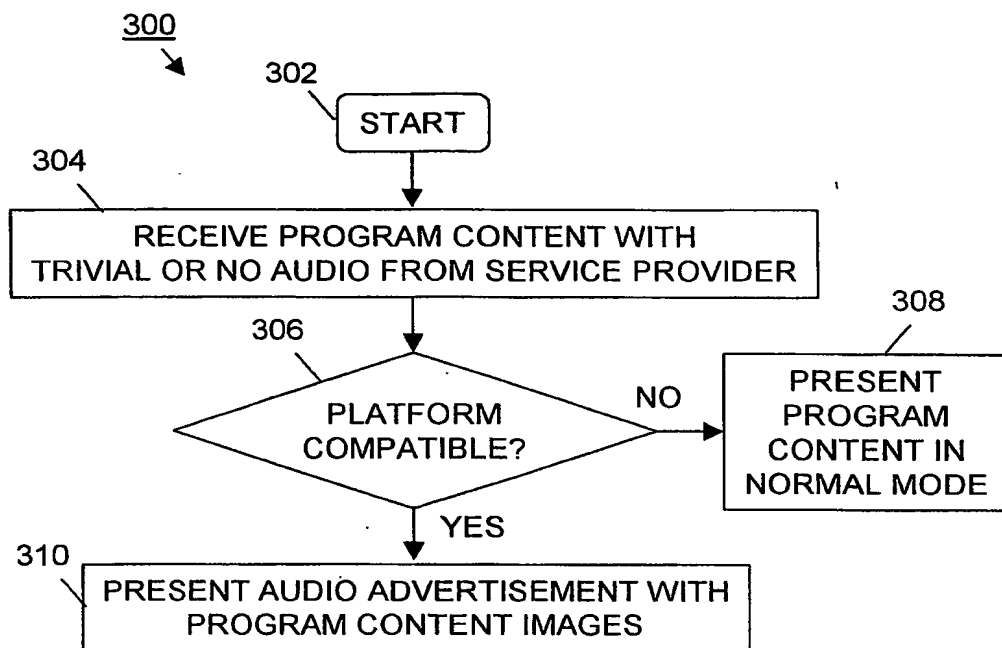 300
302
START
304
RECEIVE PROGRAM CONTENT WITH
TRIVIAL OR NO AUDIO FROM SERVICE PROVIDER
306
PLATFORM
COMPATIBLE?
NO
308
PRESENT
PROGRAM
CONTENT IN
NORMAL MODE
YES
310
PRESENT AUDIO ADVERTISEMENT WITH
PROGRAM CONTENT IMAGES